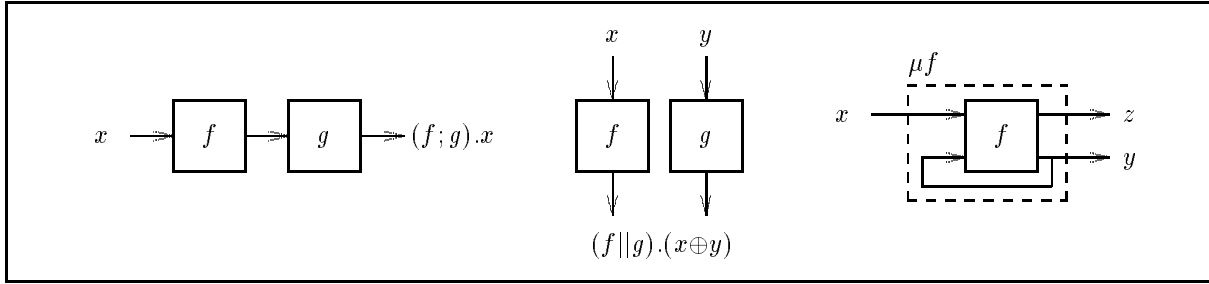 x f g (f; g).x
x y
f g
(f||g).(x⊕y)
μf
x f z
y